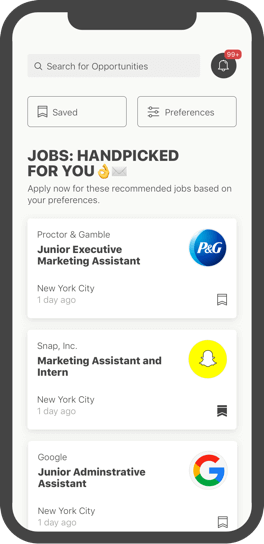 99+
Search for Opportunities
Saved
Preferences
JOBS: HANDPICKED
FOR YOU👌✉️
Apply now for these recommended jobs based on
your preferences.
Proctor & Gamble
P&G
Junior Executive
Marketing Assistant
New York City
1 day ago
Snap, Inc.
Marketing Assistant and
Intern
New York City
1 day ago
Google
G
Junior Adminstrative
Assistant
New York City
1 day ago